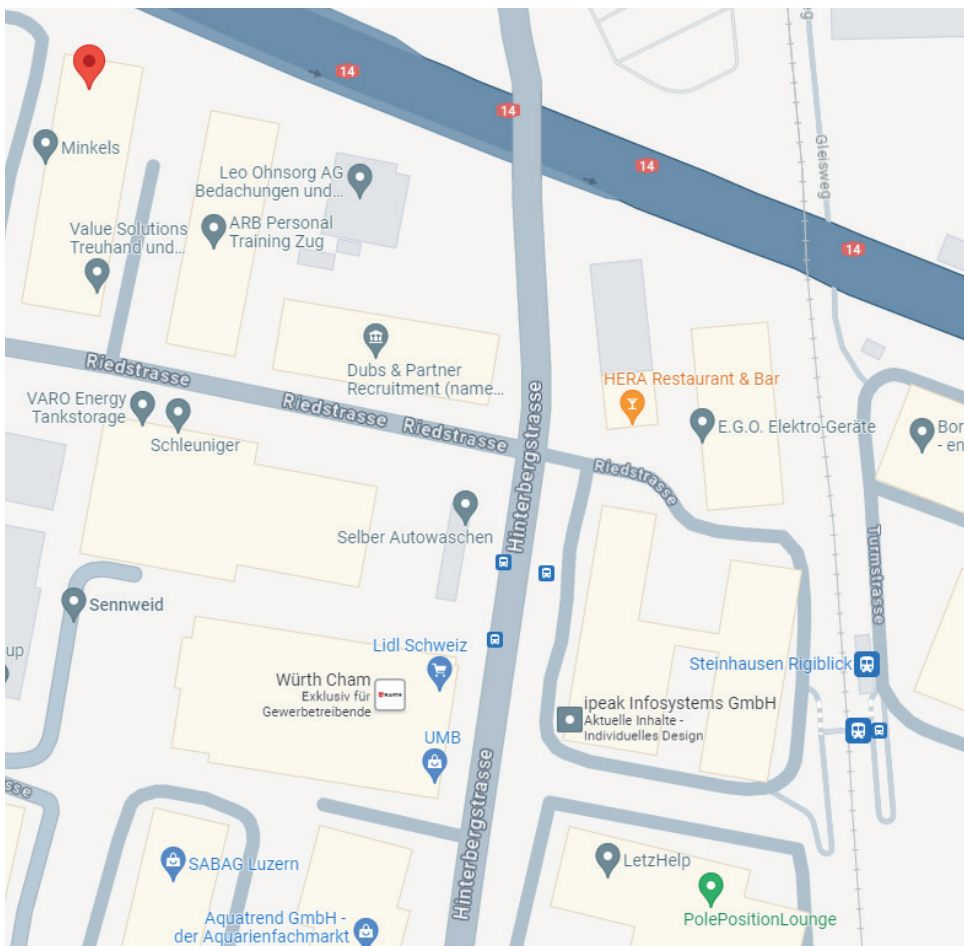 14
14
14
14
Gleisweg
eg
Minkels
Leo Ohnsorg AG
Bedachungen und...
Value Solutions
Treuhand und...
ARB Personal
Training Zug
Riedstrasse
Dubs & Partner
Recruitment (name...
HERA Restaurant & Bar
VARO Energy
Tankstorage
Schleuniger
Riedstrasse
Riedstrasse
Hinterbergstrasse
E.G.O. Elektro-Geräte
Bor
- en
Riedstrasse
Selber Autowaschen
Turmstrasse
Sennweid
up
Lidl Schweiz
Steinhausen Rigiblick
Würth Cham
Exklusiv für
Gewerbetreibende
WÜRTH
ipeak Infosystems GmbH
Aktuelle Inhalte -
Individuelles Design
UMB
sse
Hinterbergstrasse
SABAG Luzern
LetzHelp
PolePositionLounge
Aquatrend GmbH -
der Aquarienfachmarkt